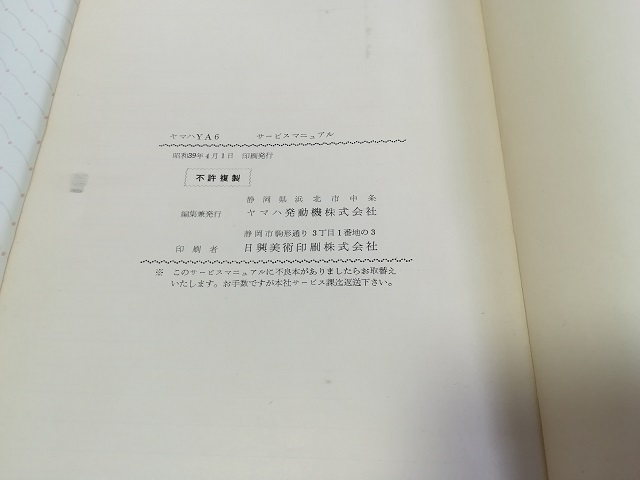 ヤマハYA6 サービスマニュアル
昭和39年4月1日 印刷発行
不許複製
静岡県浜北市中条
編集兼発行 ヤマハ発動機株式会社
静岡市駒形通り3丁目1番地の3
印刷者 日興美術印刷株式会社
※ このサービスマニュアルに不良本がありましたらお取替え
いたします。お手数ですが本社サービス課迄返送下さい。